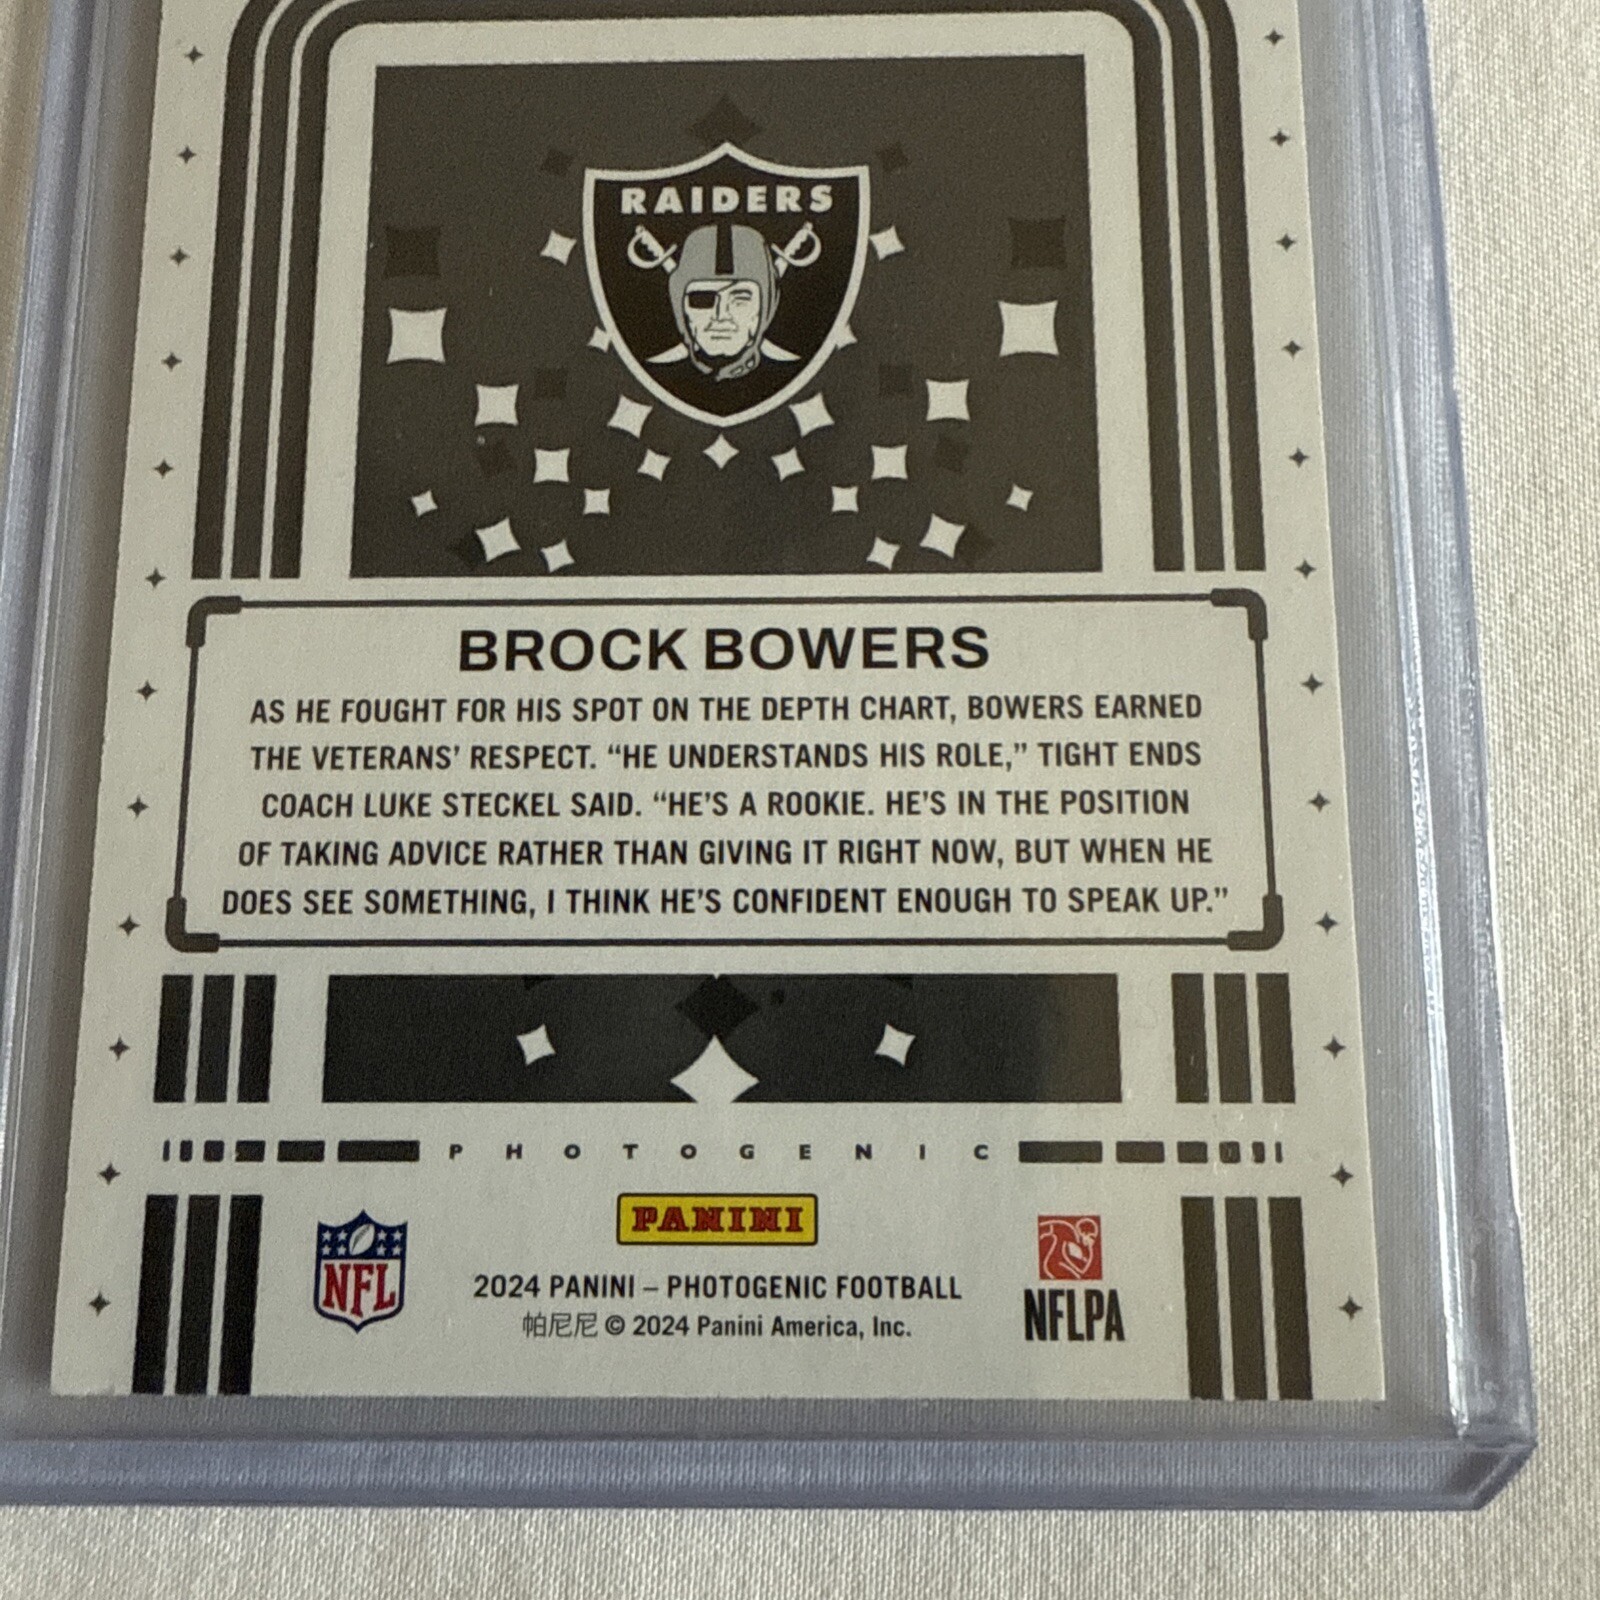 RAIDERS
BROCK BOWERS
AS HE FOUGHT FOR HIS SPOT ON THE DEPTH CHART, BOWERS EARNED
THE VETERANS' RESPECT. “HE UNDERSTANDS HIS ROLE,” TIGHT ENDS
COACH LUKE STECKEL SAID. “HE'S A ROOKIE. HE'S IN THE POSITION
OF TAKING ADVICE RATHER THAN GIVING IT RIGHT NOW, BUT WHEN HE
DOES SEE SOMETHING, I THINK HE'S CONFIDENT ENOUGH TO SPEAK UP.”
PHOTOGENIC
PANINI
NFL
2024 PANINI – PHOTOGENIC FOOTBALL
帕尼尼 © 2024 Panini America, Inc.
NFLPA